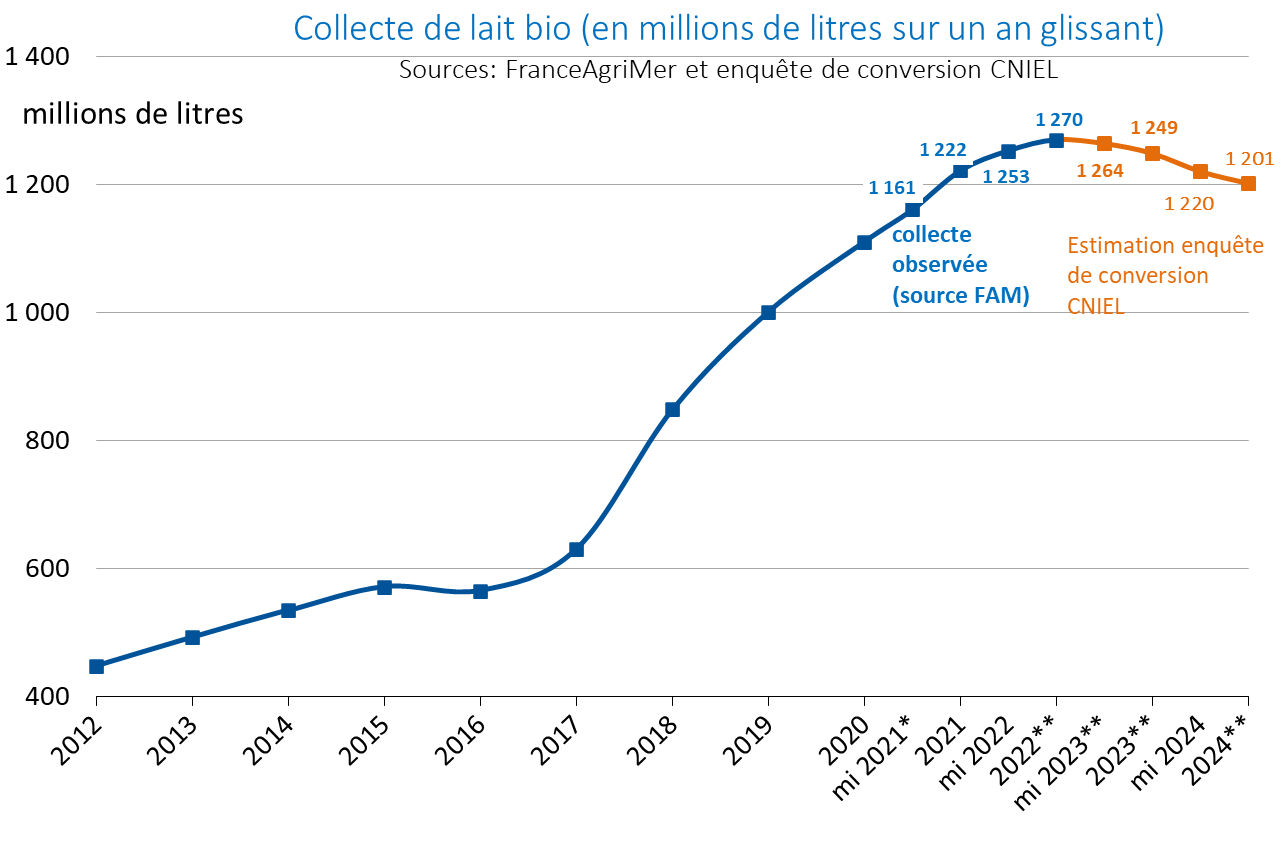 Collecte de lait bio (en millions de litres sur un an glissant)
Sources: FranceAgriMer et enquête de conversion CNIEL
millions de litres
1 400
1 200
1 000
800
600
400
1 161
1 222
1 253
1 270
1 264
1 249
1 220
1 201
collecte
observée
(source FAM)
Estimation enquête
de conversion
CNIEL
2012
2013
2014
2015
2016
2017
2018
2019
2020
mi 2021*
2021
mi 2022
2022**
mi 2023**
2023**
mi 2024
2024**